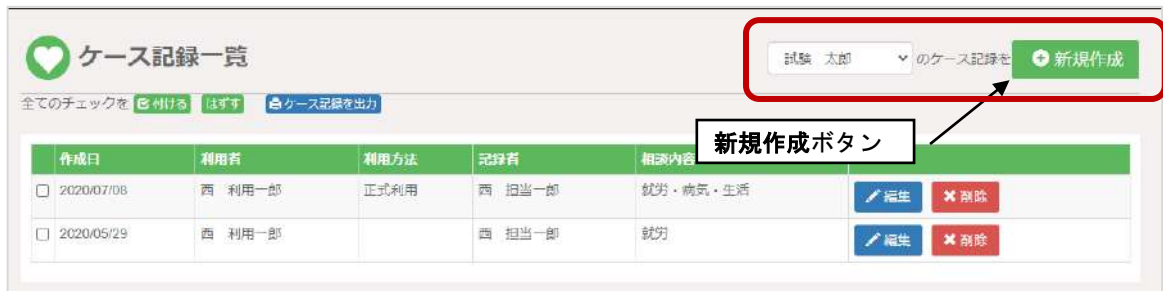 ケース記録一覧
試験 太郎 のケース記録を 新規作成
全てのチェックを 付ける はずす ケース記録を出力
新規作成ボタン
作成日 利用者 利用方法 記録者 相談内容
2020/07/08 西 利用一郎 正式利用 西 担当一郎 就労・病気・生活 編集 削除
2020/05/29 西 利用一郎 西 担当一郎 就労 編集 削除